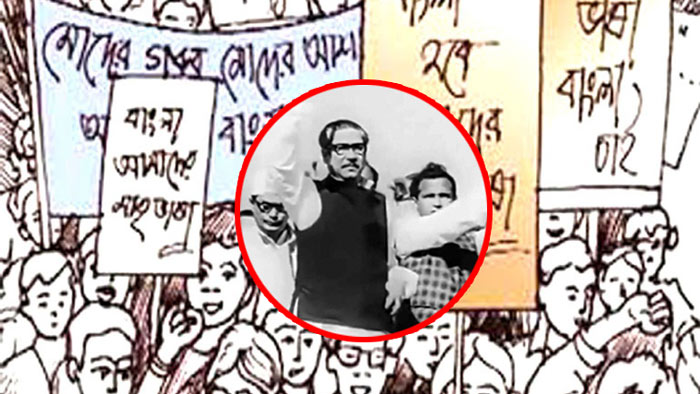 মোদের গরব মোদের আশা
বাংলা
আমাদের
মাতৃভাষা
বাংলা
হবে
ভাষা
বাংলা
চাই